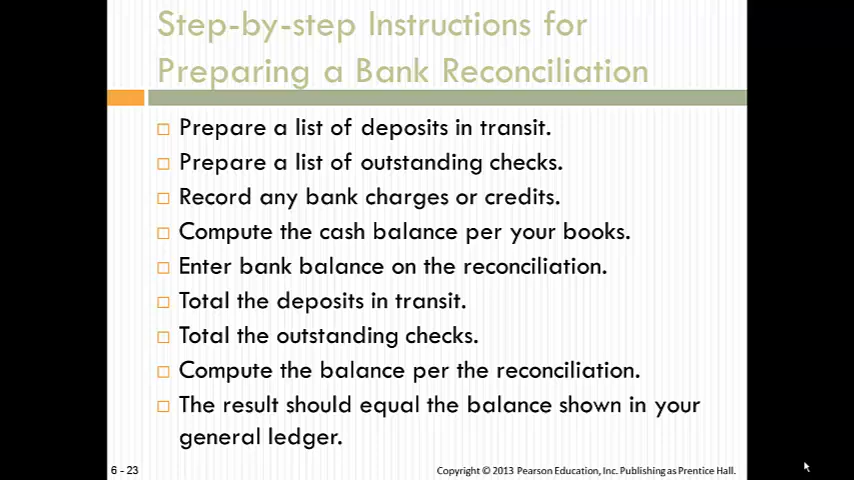 Step-by-step Instructions for
Preparing a Bank Reconciliation
Prepare a list of deposits in transit.
Prepare a list of outstanding checks.
Record any bank charges or credits.
Compute the cash balance per your books.
Enter bank balance on the reconciliation.
Total the deposits in transit.
Total the outstanding checks.
Compute the balance per the reconciliation.
The result should equal the balance shown in your
general ledger.
6 - 23
Copyright © 2013 Pearson Education, Inc. Publishing as Prentice Hall.